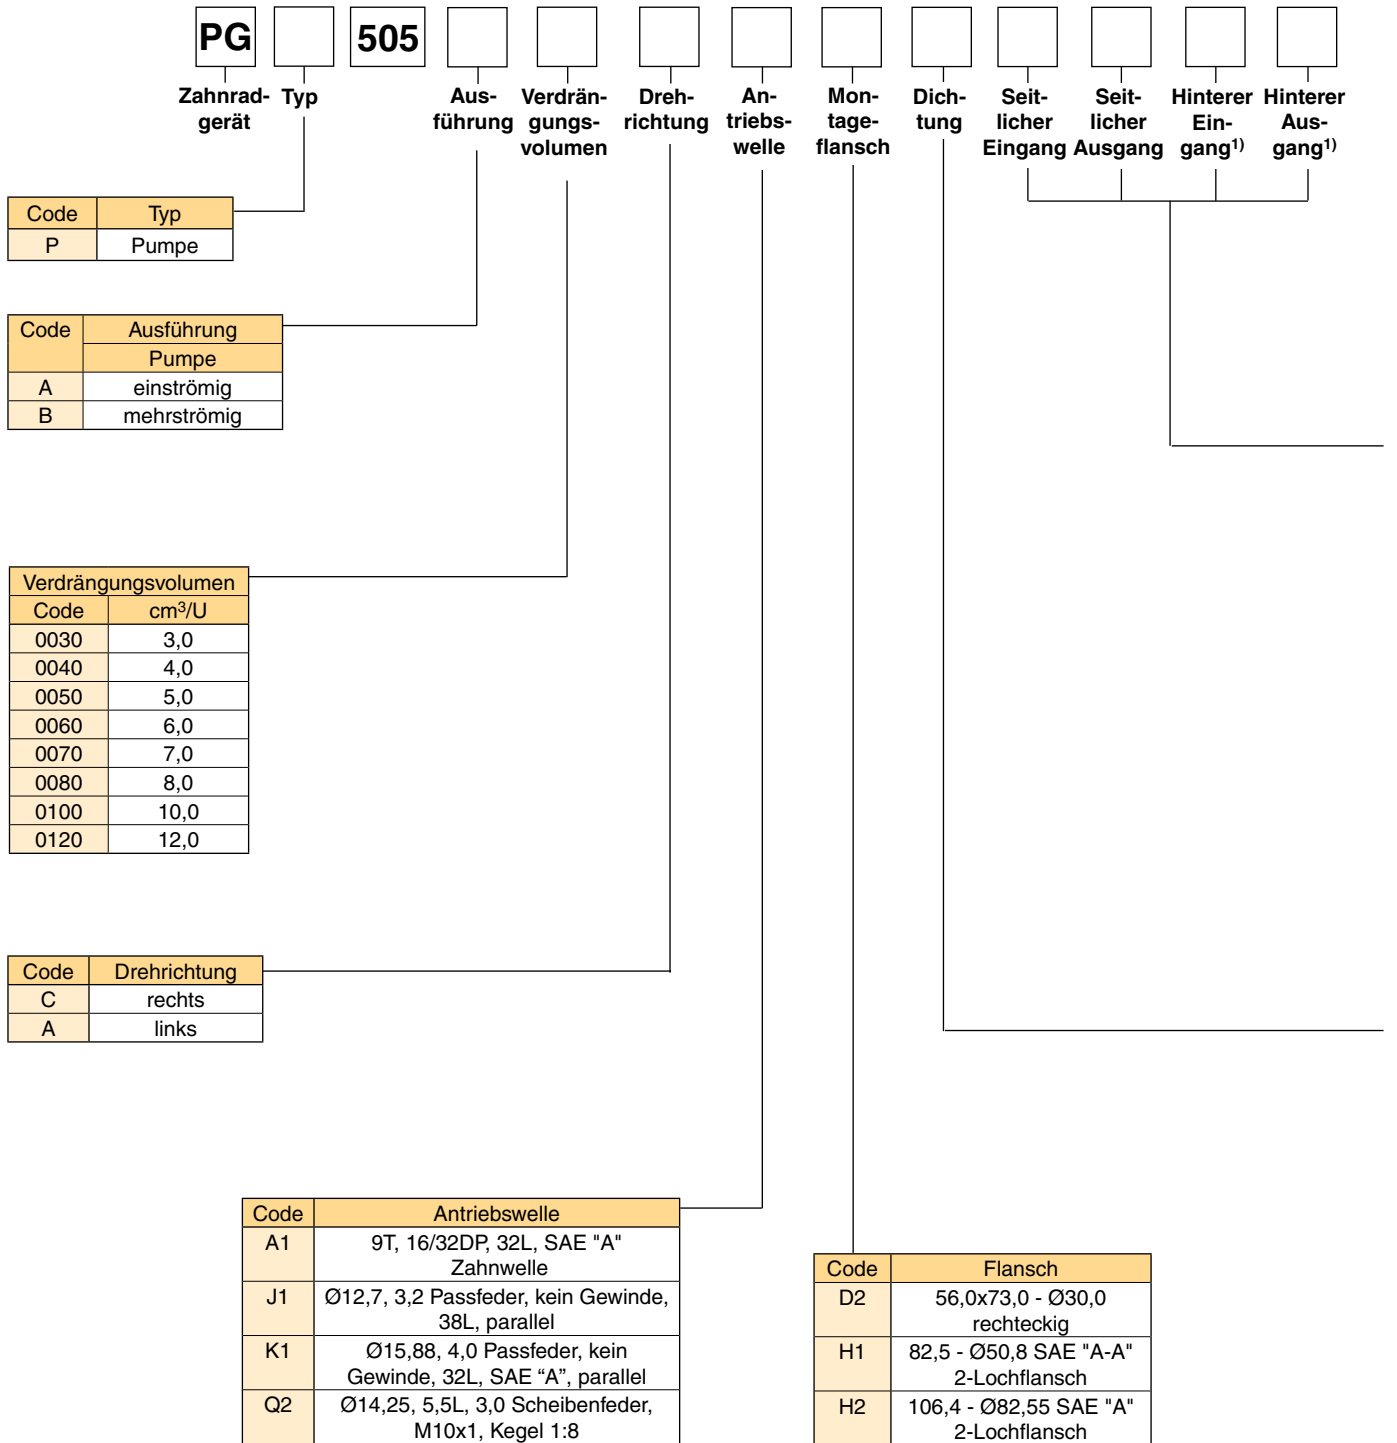 PG 505
Zahnrad- Typ Aus- Verdrän- Dreh- An- Mon- Dich- Seit- Seit- Hinterer Hinterer
gerät führung gungs- richtung triebs- tage- tung licher licher Ein- Aus-
volumen welle flansch Eingang Ausgang gang1) gang1)
Code Typ
P Pumpe
Code Ausführung
Pumpe
A einströmig
B mehrströmig
Verdrängungsvolumen
Code cm³/U
0030 3,0
0040 4,0
0050 5,0
0060 6,0
0070 7,0
0080 8,0
0100 10,0
0120 12,0
Code Drehrichtung
C rechts
A links
Code Antriebswelle
A1 9T, 16/32DP, 32L, SAE "A"
Zahnwelle
J1 Ø12,7, 3,2 Passfeder, kein Gewinde,
38L, parallel
K1 Ø15,88, 4,0 Passfeder, kein
Gewinde, 32L, SAE “A”, parallel
Q2 Ø14,25, 5,5L, 3,0 Scheibenfeder,
M10x1, Kegel 1:8
Code Flansch
D2 56,0x73,0 - Ø30,0
rechteckig
H1 82,5 - Ø50,8 SAE "A-A"
2-Lochflansch
H2 106,4 - Ø82,55 SAE "A"
2-Lochflansch